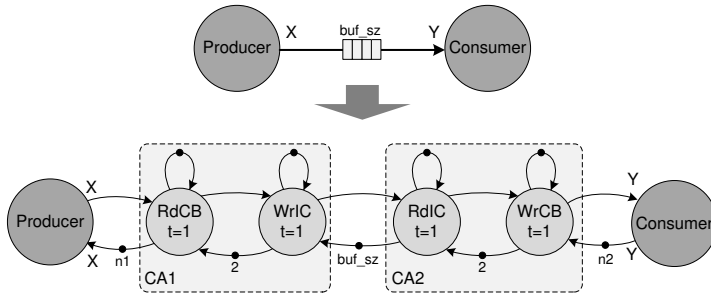 X
buf_sz
Y
Producer
Consumer
X
Y
RdCB
t=1
WrIC
t=1
RdIC
t=1
WrCB
t=1
Producer
Consumer
X
n1
2
buf_sz
2
n2
Y
CA1
CA2